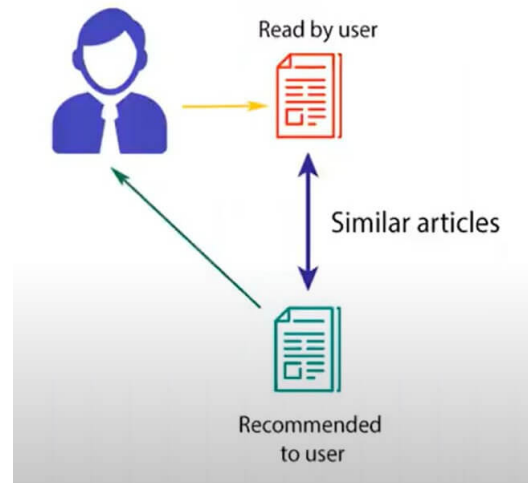 Read by user
Similar articles
Recommended
to user